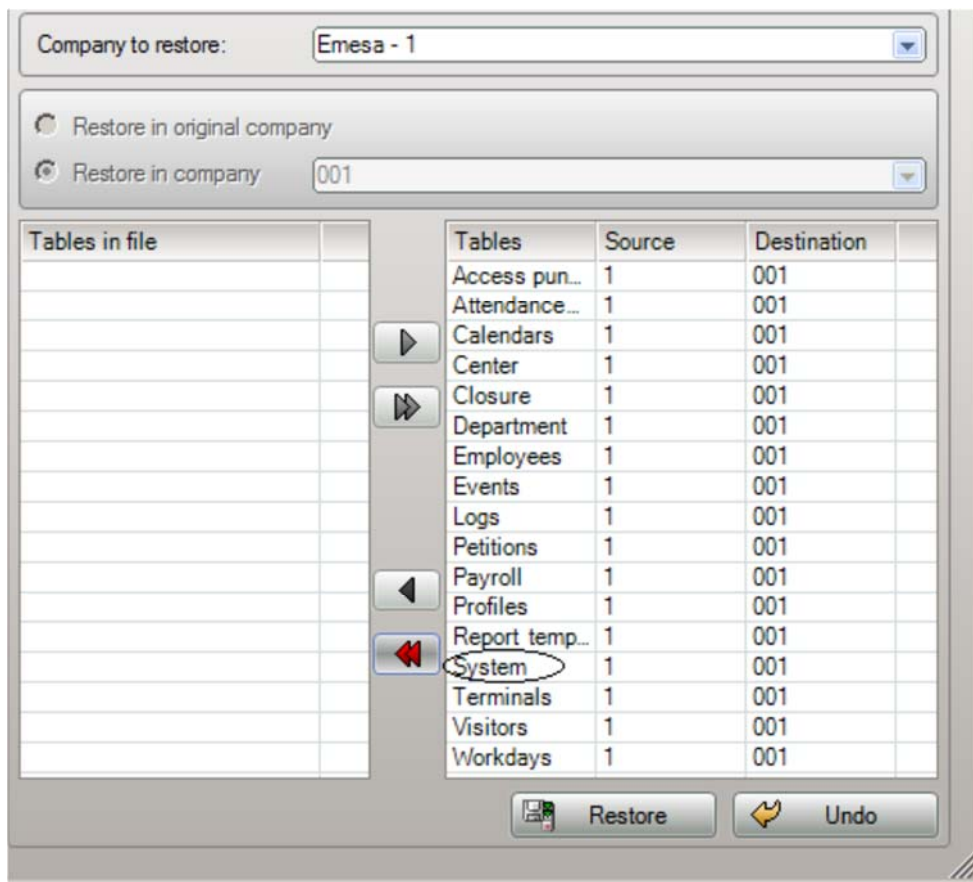 Company to restore: Emesa - 1
Restore in original company
Restore in company 001
Tables in file Tables Source Destination
Access pun... 1 001
Attendance... 1 001
Calendars 1 001
Center 1 001
Closure 1 001
Department 1 001
Employees 1 001
Events 1 001
Logs 1 001
Petitions 1 001
Payroll 1 001
Profiles 1 001
Report temp... 1 001
System 1 001
Terminals 1 001
Visitors 1 001
Workdays 1 001
Restore Undo